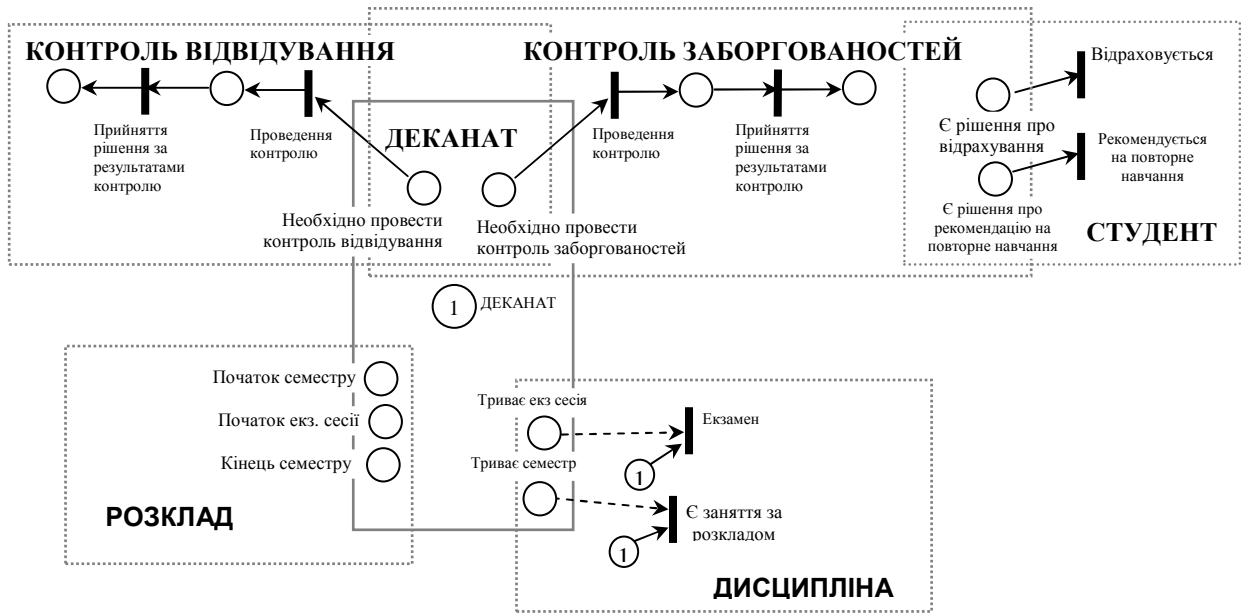 КОНТРОЛЬ ВІДВІДУВАННЯ
Прийняття
рішення за
результатами
контролю
Проведення
контролю
ДЕКАНАТ
Необхідно провести
контроль відвідування
КОНТРОЛЬ ЗАБОРГОВАНОСТЕЙ
Проведення
контролю
Прийняття
рішення за
результатами
контролю
Необхідно провести
контроль заборгованостей
Відраховується
Є рішення про
відрахування
Рекомендується
на повторне
навчання
Є рішення про
рекомендацію на
повторне навчання
СТУДЕНТ
1
ДЕКАНАТ
Початок семестру
Початок екз. сесії
Кінець семестру
РОЗКЛАД
Триває екз сесія
Екзамен
1
Триває семестр
Є заняття за
розкладом
1
ДИСЦИПЛІНА